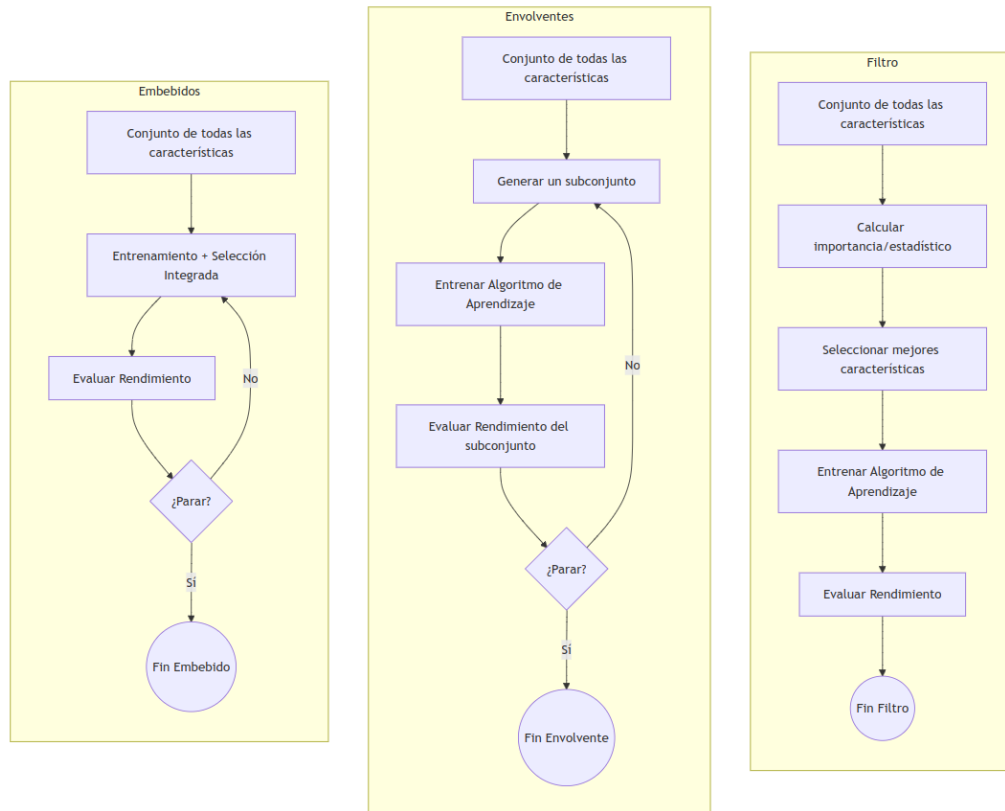 Embebidos
Conjunto de todas las
características
Entrenamiento + Selección
Integrada
Evaluar Rendimiento
No
¿Parar?
Sí
Fin Embebido
Envolventes
Conjunto de todas las
características
Generar un subconjunto
Entrenar Algoritmo de
Aprendizaje
No
Evaluar Rendimiento del
subconjunto
¿Parar?
Sí
Fin Envolvente
Filtro
Conjunto de todas las
características
Calcular
importancia/estadístico
Seleccionar mejores
características
Entrenar Algoritmo de
Aprendizaje
Evaluar Rendimiento
Fin Filtro